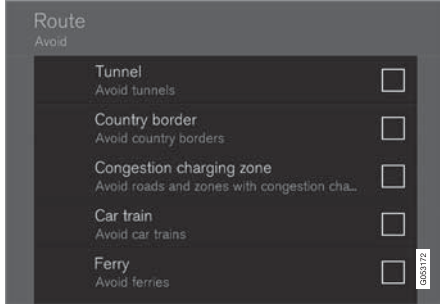 Route
Avoid
Tunnel
Avoid tunnels
Country border
Avoid country borders
Congestion charging zone
Avoid roads and zones with congestion cha...
Car train
Avoid car trains
Ferry
Avoid ferries
G053172